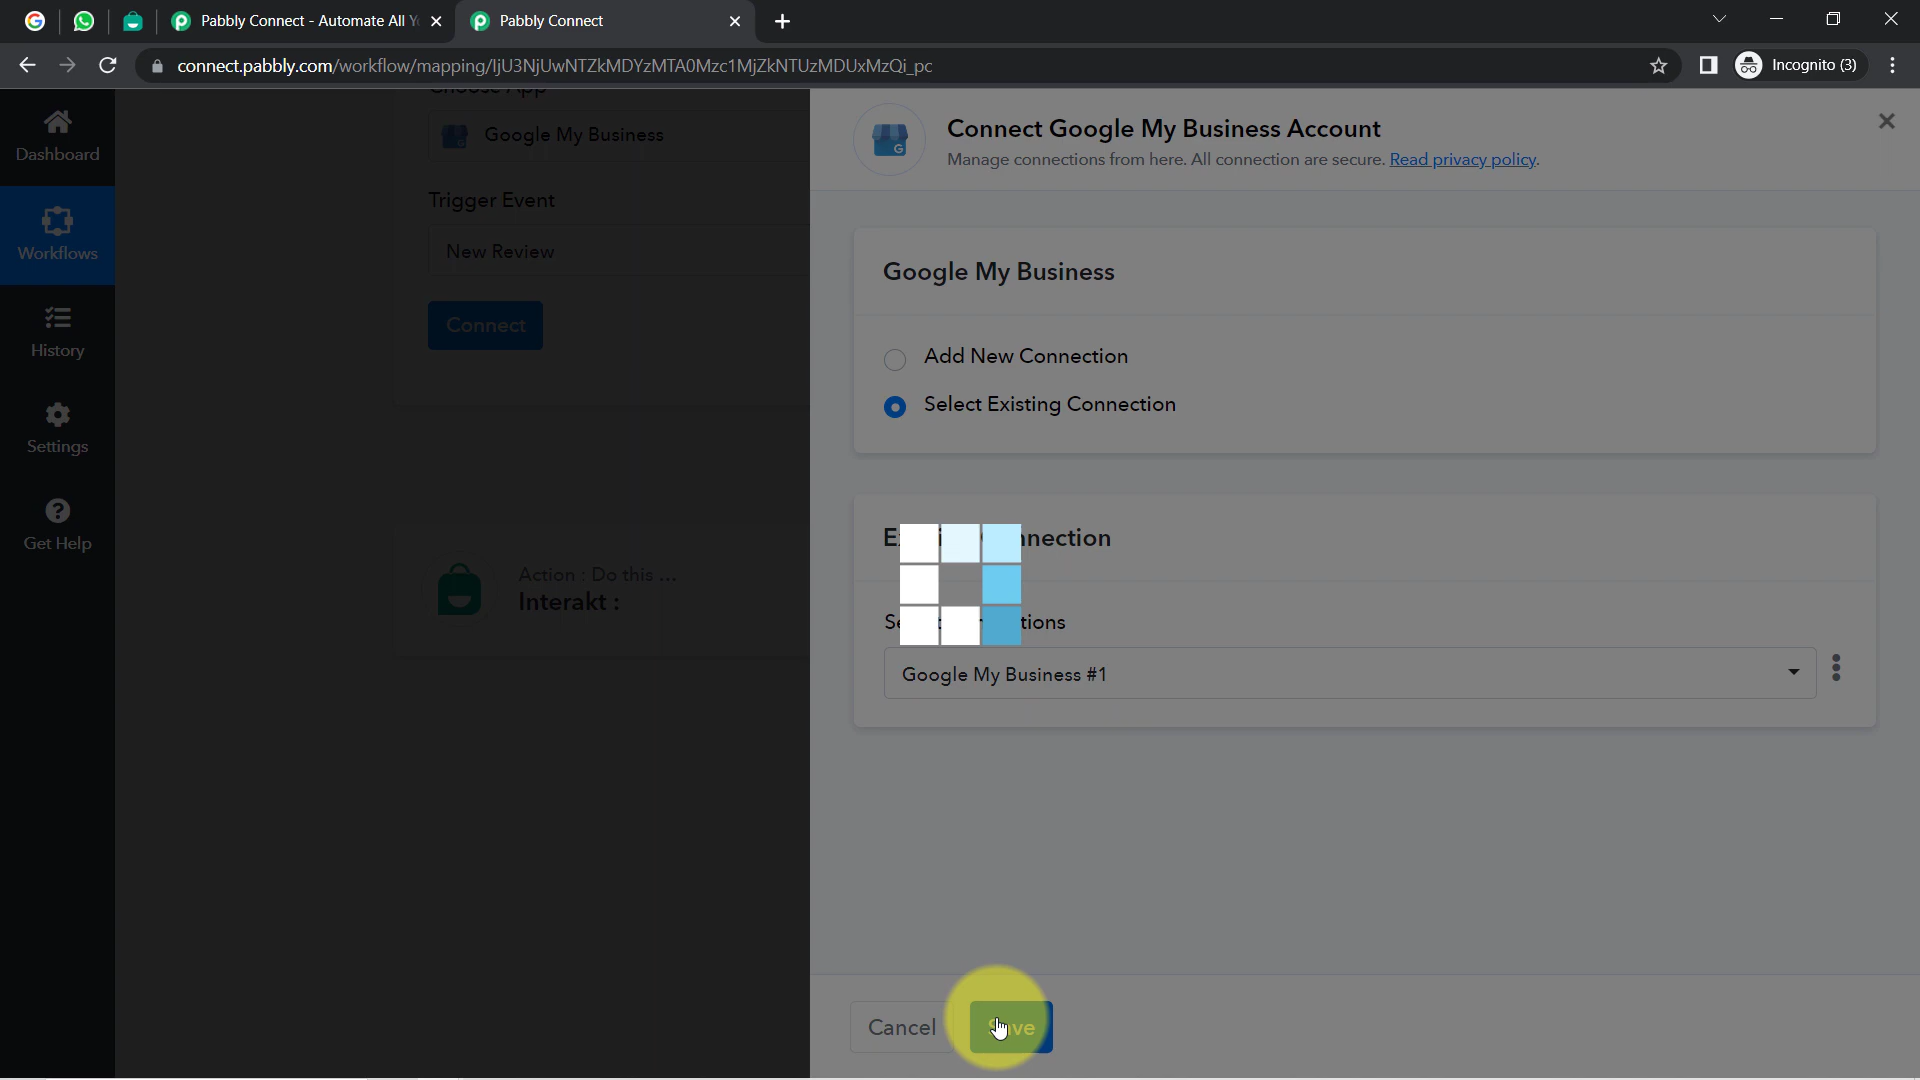 Pabbly Connect - Automate All Y
Pabbly Connect
connect.pabbly.com/workflow/mapping/IjU3NjUwNTZkMDYzMTA0Mzc1MjZkNTUzMDUxMzQi_pc
Incognito (3)
Dashboard
Workflows
History
Settings
Get Help
Choose App
Google My Business
Trigger Event
New Review
Connect
Action : Do this ...
Interakt :
Connect Google My Business Account
Manage connections from here. All connection are secure. Read privacy policy.
Google My Business
Add New Connection
Select Existing Connection
Google My Business #1
Cancel
Save